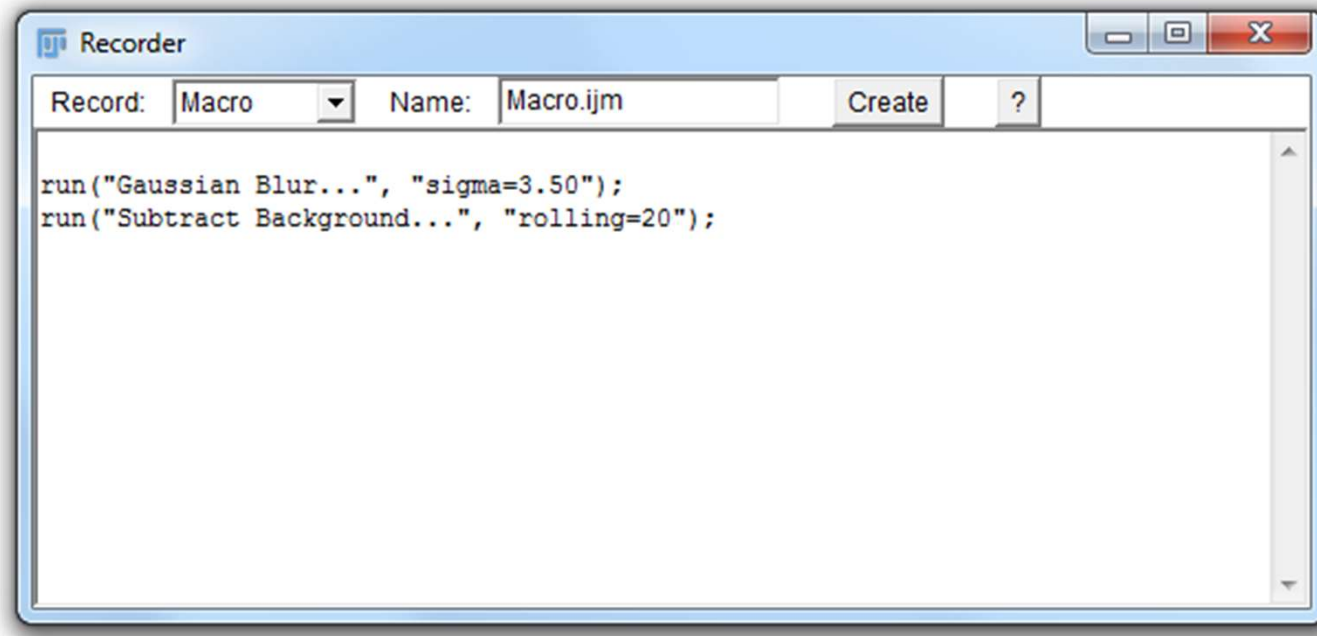 Recorder
Record: Macro Name: Macro.ijm Create ?
run("Gaussian Blur...", "sigma=3.50");
run("Subtract Background...", "rolling=20");